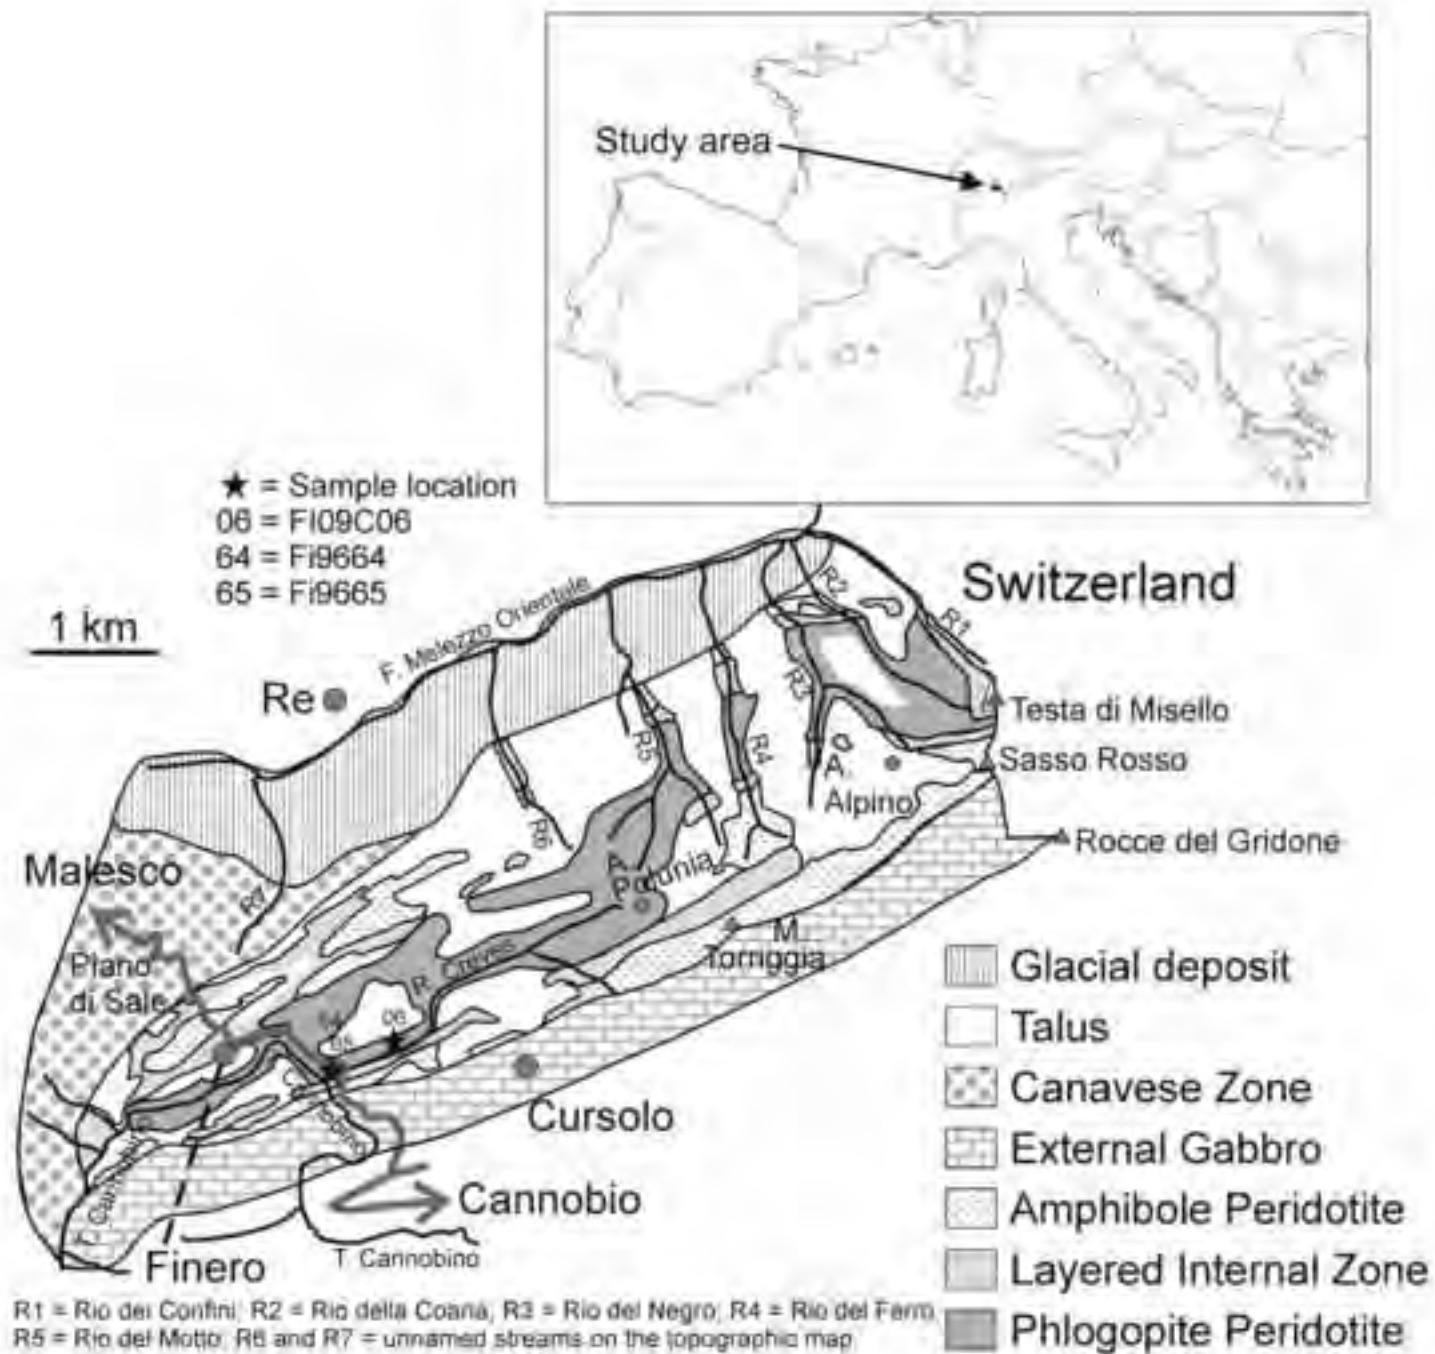 Study area
★ = Sample location
06 = FI09C06
64 = Fi9664
65 = Fi9665
1 km
Switzerland
F. Melezzo Orientale
R2
R1
Re
R3
Testa di Misello
R5
R4
Sasso Rosso
A.
Alpino
R6
Rocce del Gridone
Malesco
A.
Polunia
R7
M.
Torriggia
Piano
di Sale
R. Creves
Glacial deposit
64
06
65
Talus
Canavese Zone
Cursolo
External Gabbro
Cannobio
Amphibole Peridotite
T. Cannobino
Finero
Layered Internal Zone
R1 = Rio dei Confini; R2 = Rio della Coana; R3 = Rio del Negro; R4 = Rio del Ferro
R5 = Rio del Motto; R6 and R7 = unnamed streams on the topographic map
Phlogopite Peridotite